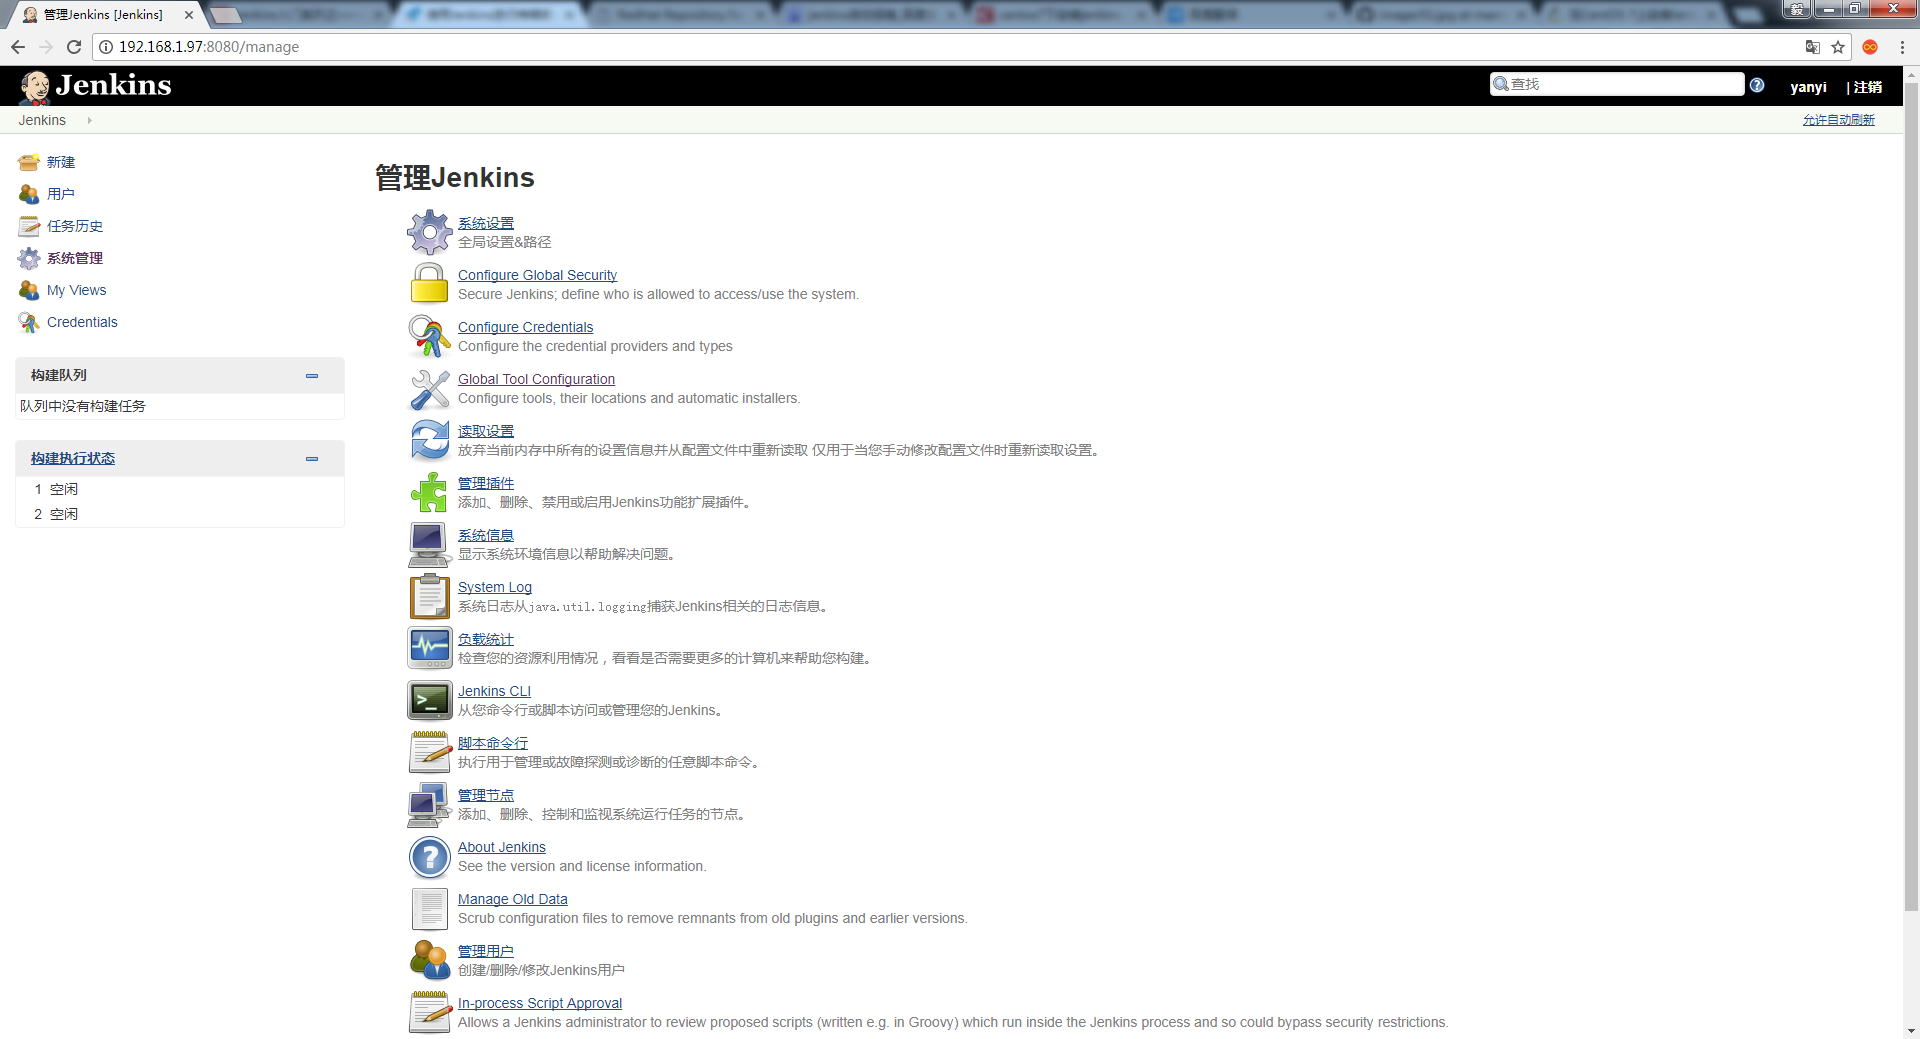 管理Jenkins [Jenkins]
192.168.1.97:8080/manage
Jenkins
查找
yanyi
| 注销
Jenkins
允许自动刷新
新建
用户
任务历史
系统管理
My Views
Credentials
构建队列
队列中没有构建任务
构建执行状态
1 空闲
2 空闲
管理Jenkins
系统设置
全局设置&路径
Configure Global Security
Secure Jenkins; define who is allowed to access/use the system.
Configure Credentials
Configure the credential providers and types
Global Tool Configuration
Configure tools, their locations and automatic installers.
读取设置
放弃当前内存中所有的设置信息并从配置文件中重新读取 仅用于当您手动修改配置文件时重新读取设置。
管理插件
添加、删除、禁用或启用Jenkins功能扩展插件。
系统信息
显示系统环境信息以帮助解决问题。
System Log
系统日志从java.util.logging捕获Jenkins相关的日志信息。
负载统计
检查您的资源利用情况，看看是否需要更多的计算机来帮助您构建。
Jenkins CLI
从您命令行或脚本访问或管理您的Jenkins。
脚本命令行
执行用于管理或故障探测或诊断的任意脚本命令。
管理节点
添加、删除、控制和监视系统运行任务的节点。
About Jenkins
See the version and license information.
Manage Old Data
Scrub configuration files to remove remnants from old plugins and earlier versions.
管理用户
创建/删除/修改Jenkins用户
In-process Script Approval
Allows a Jenkins administrator to review proposed scripts (written e.g. in Groovy) which run inside the Jenkins process and so could bypass security restrictions.